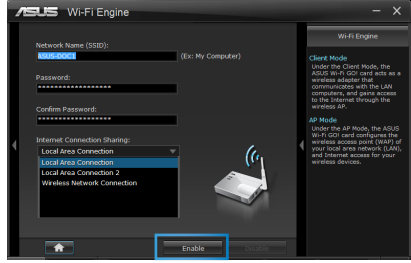 ASUS Wi-Fi Engine
Wi-Fi Engine
Network Name (SSID):
ASUS-DOC1 (Ex: My Computer)
Password:
******************
Confirm Password:
******************
Internet Connection Sharing:
Local Area Connection
Local Area Connection
Local Area Connection 2
Wireless Network Connection
Enable
Disable
Client Mode
Under the Client Mode, the
ASUS Wi-Fi GO! card acts as a
wireless adapter that
communicates with the LAN
computers, and gains access
to the Internet through the
wireless AP.
AP Mode
Under the AP Mode, the ASUS
Wi-Fi GO! card configures the
wireless access point (WAP) of
your local area network (LAN),
and Internet access for your
wireless devices.